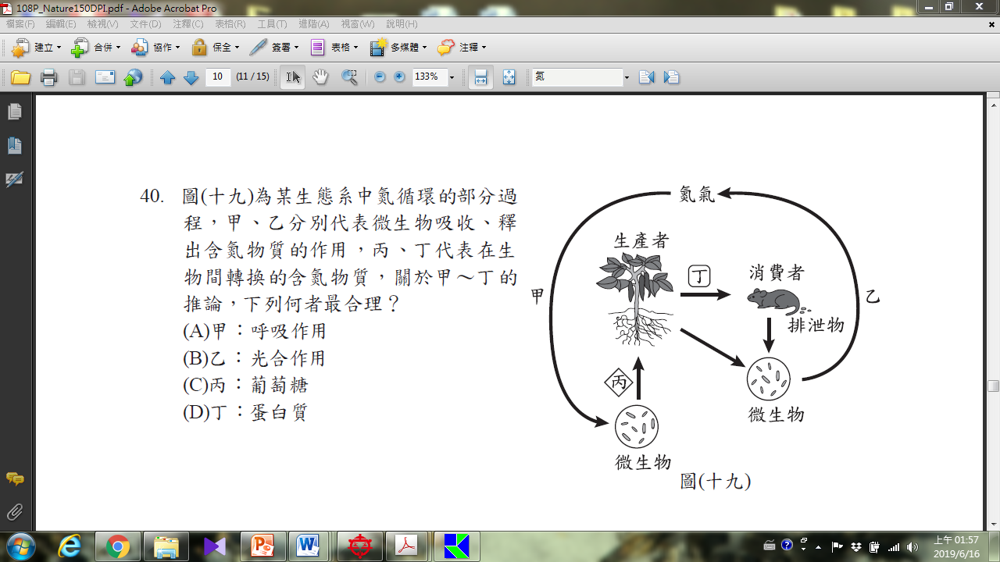 108P_Nature150DPI.pdf - Adobe Acrobat Pro
檔案(F) 編輯(E) 檢視(V) 文件(D) 注釋(C) 表格(R) 工具(T) 進階(A) 視窗(W) 說明(H)
建立 合併 協作 保全 簽署 表格 多媒體 注釋
10 (11 / 15) 133% 氮
40. 圖(十九)為某生態系中氮循環的部分過
程，甲、乙分別代表微生物吸收、釋
出含氮物質的作用，丙、丁代表在生
物間轉換的含氮物質，關於甲～丁的
推論，下列何者最合理？
(A)甲：呼吸作用
(B)乙：光合作用
(C)丙：葡萄糖
(D)丁：蛋白質
氮氣
生產者
丁
消費者
甲
乙
排泄物
丙
微生物
微生物
圖(十九)
上午 01:57
2019/6/16